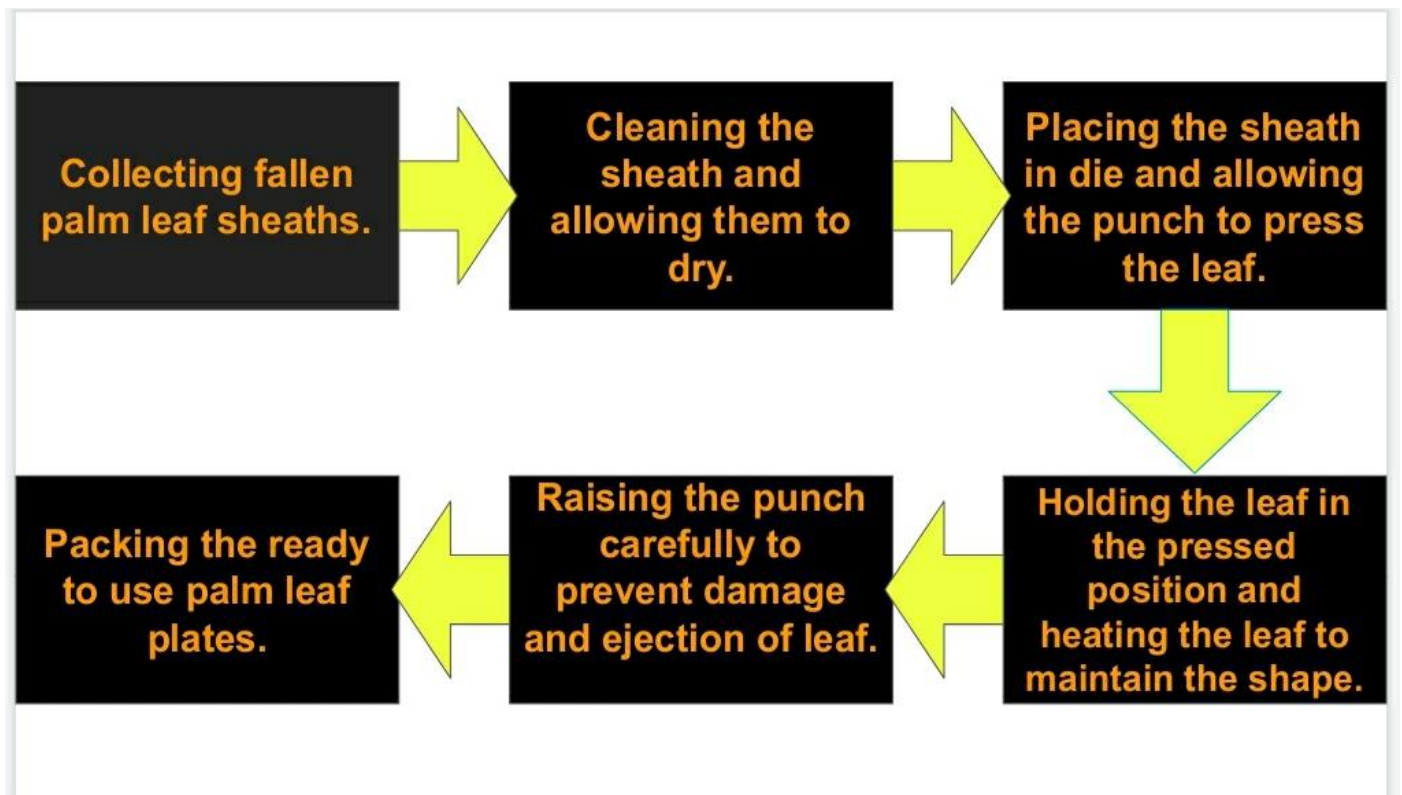 Collecting fallen
palm leaf sheaths.
Cleaning the
sheath and
allowing them to
dry.
Placing the sheath
in die and allowing
the punch to press
the leaf.
Holding the leaf in
the pressed
position and
heating the leaf to
maintain the shape.
Raising the punch
carefully to
prevent damage
and ejection of leaf.
Packing the ready
to use palm leaf
plates.